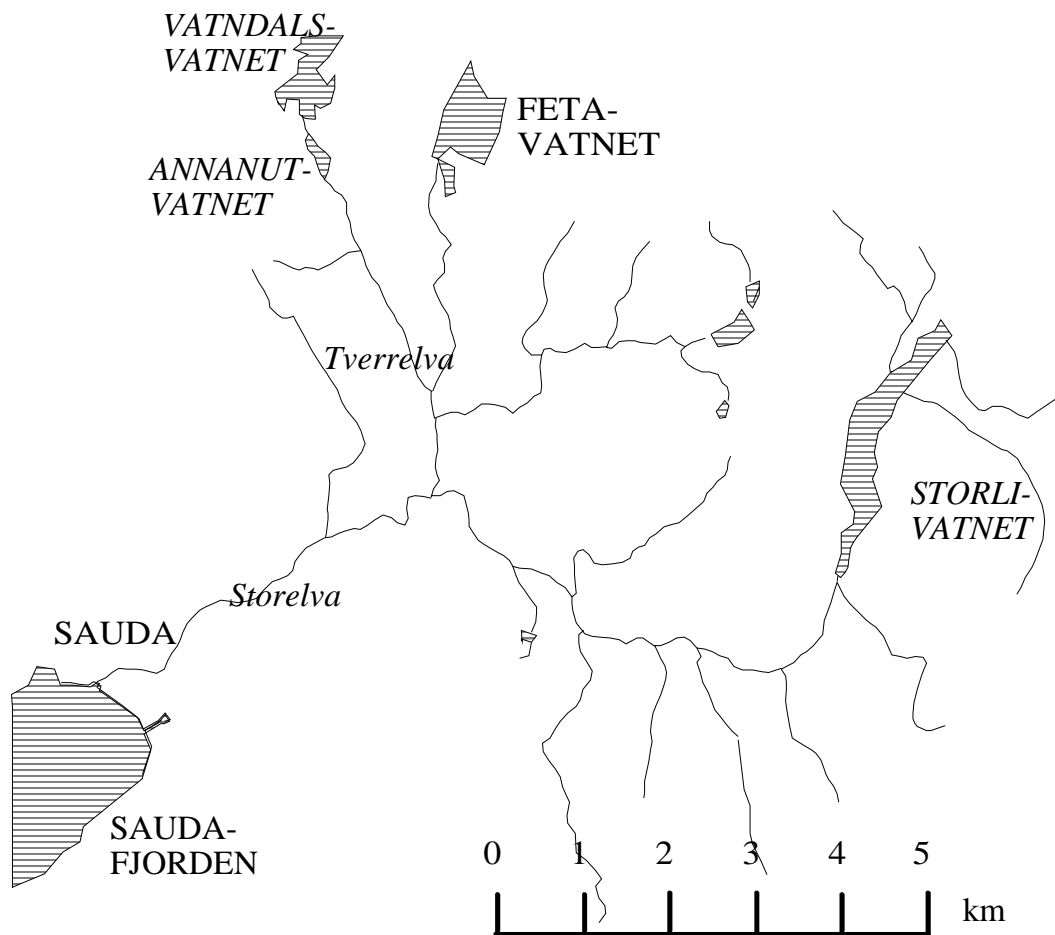 VATNDALS-
VATNET
FETA-
VATNET
ANNANUT-
VATNET
Tverrelva
STORLI-
VATNET
Storelva
SAUDA
SAUDA-
FJORDEN
0 1 2 3 4 5
km